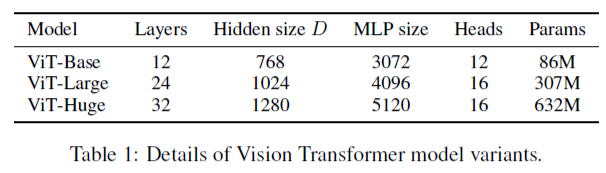 Model Layers Hidden size D MLP size Heads Params
ViT-Base 12 768 3072 12 86M
ViT-Large 24 1024 4096 16 307M
ViT-Huge 32 1280 5120 16 632M
Table 1: Details of Vision Transformer model variants.